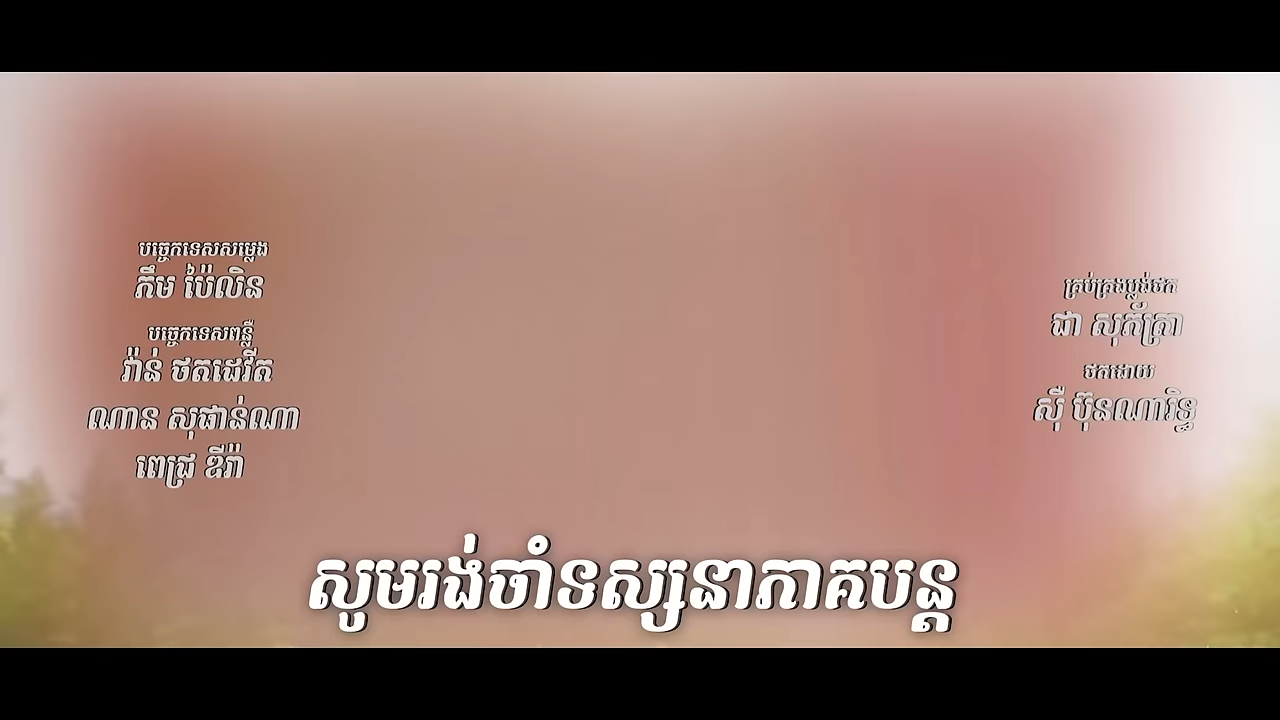 បច្ចេកទេសសម្លេង
ភឹម ប៉ៃលិន
បច្ចេកទេសពន្លឺ
វ៉ាន់ ថតដេវីត
ណាន សុផាន់ណា
ពេជ្រ ឌីរ៉ា
គ្រប់គ្រងប្លង់ថត
ជា សុភ័ត្រា
ថតដោយ
ស៊ី ប៊ុនណារិទ្ធ
សូមរង់ចាំទស្សនាភាគបន្ត